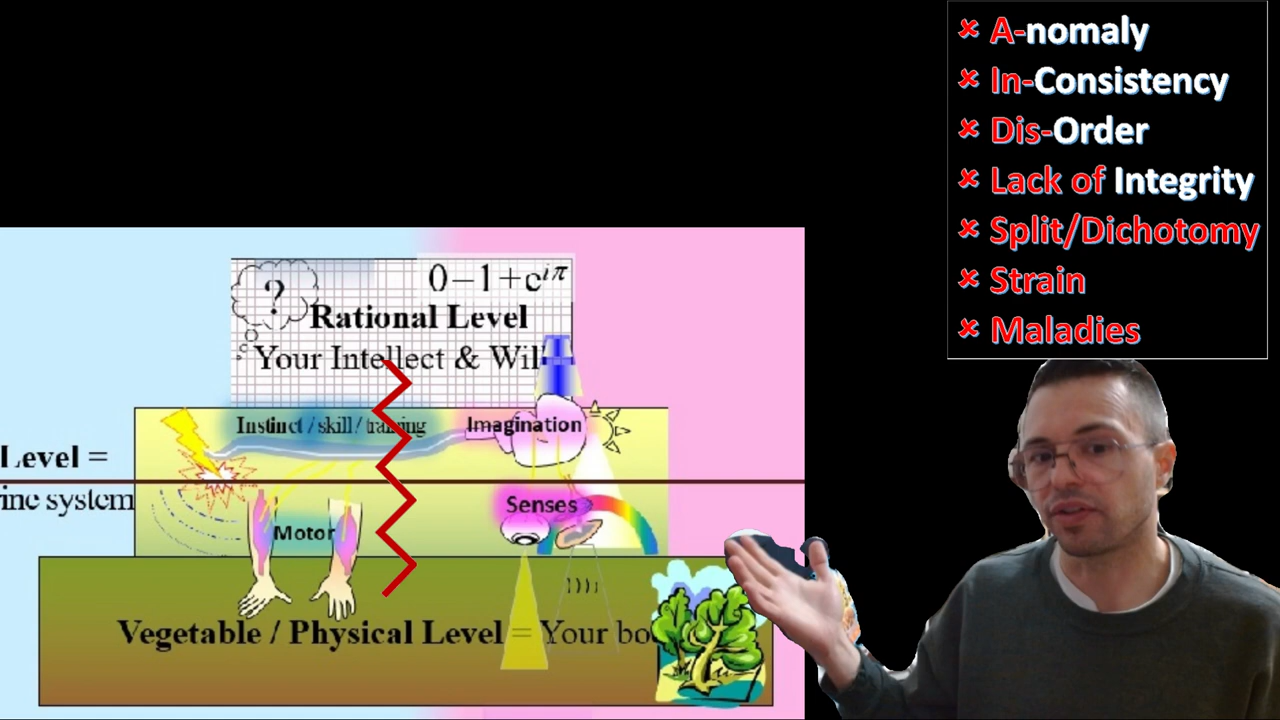 A-nomaly
In-Consistency
Dis-Order
Lack of Integrity
Split/Dichotomy
Strain
Maladies
?
0−1+e^iπ
Rational Level
Your Intellect & Wil
Instinct / skill / training
Imagination
Level =
rine system
Senses
Motor
Vegetable / Physical Level = Your bo